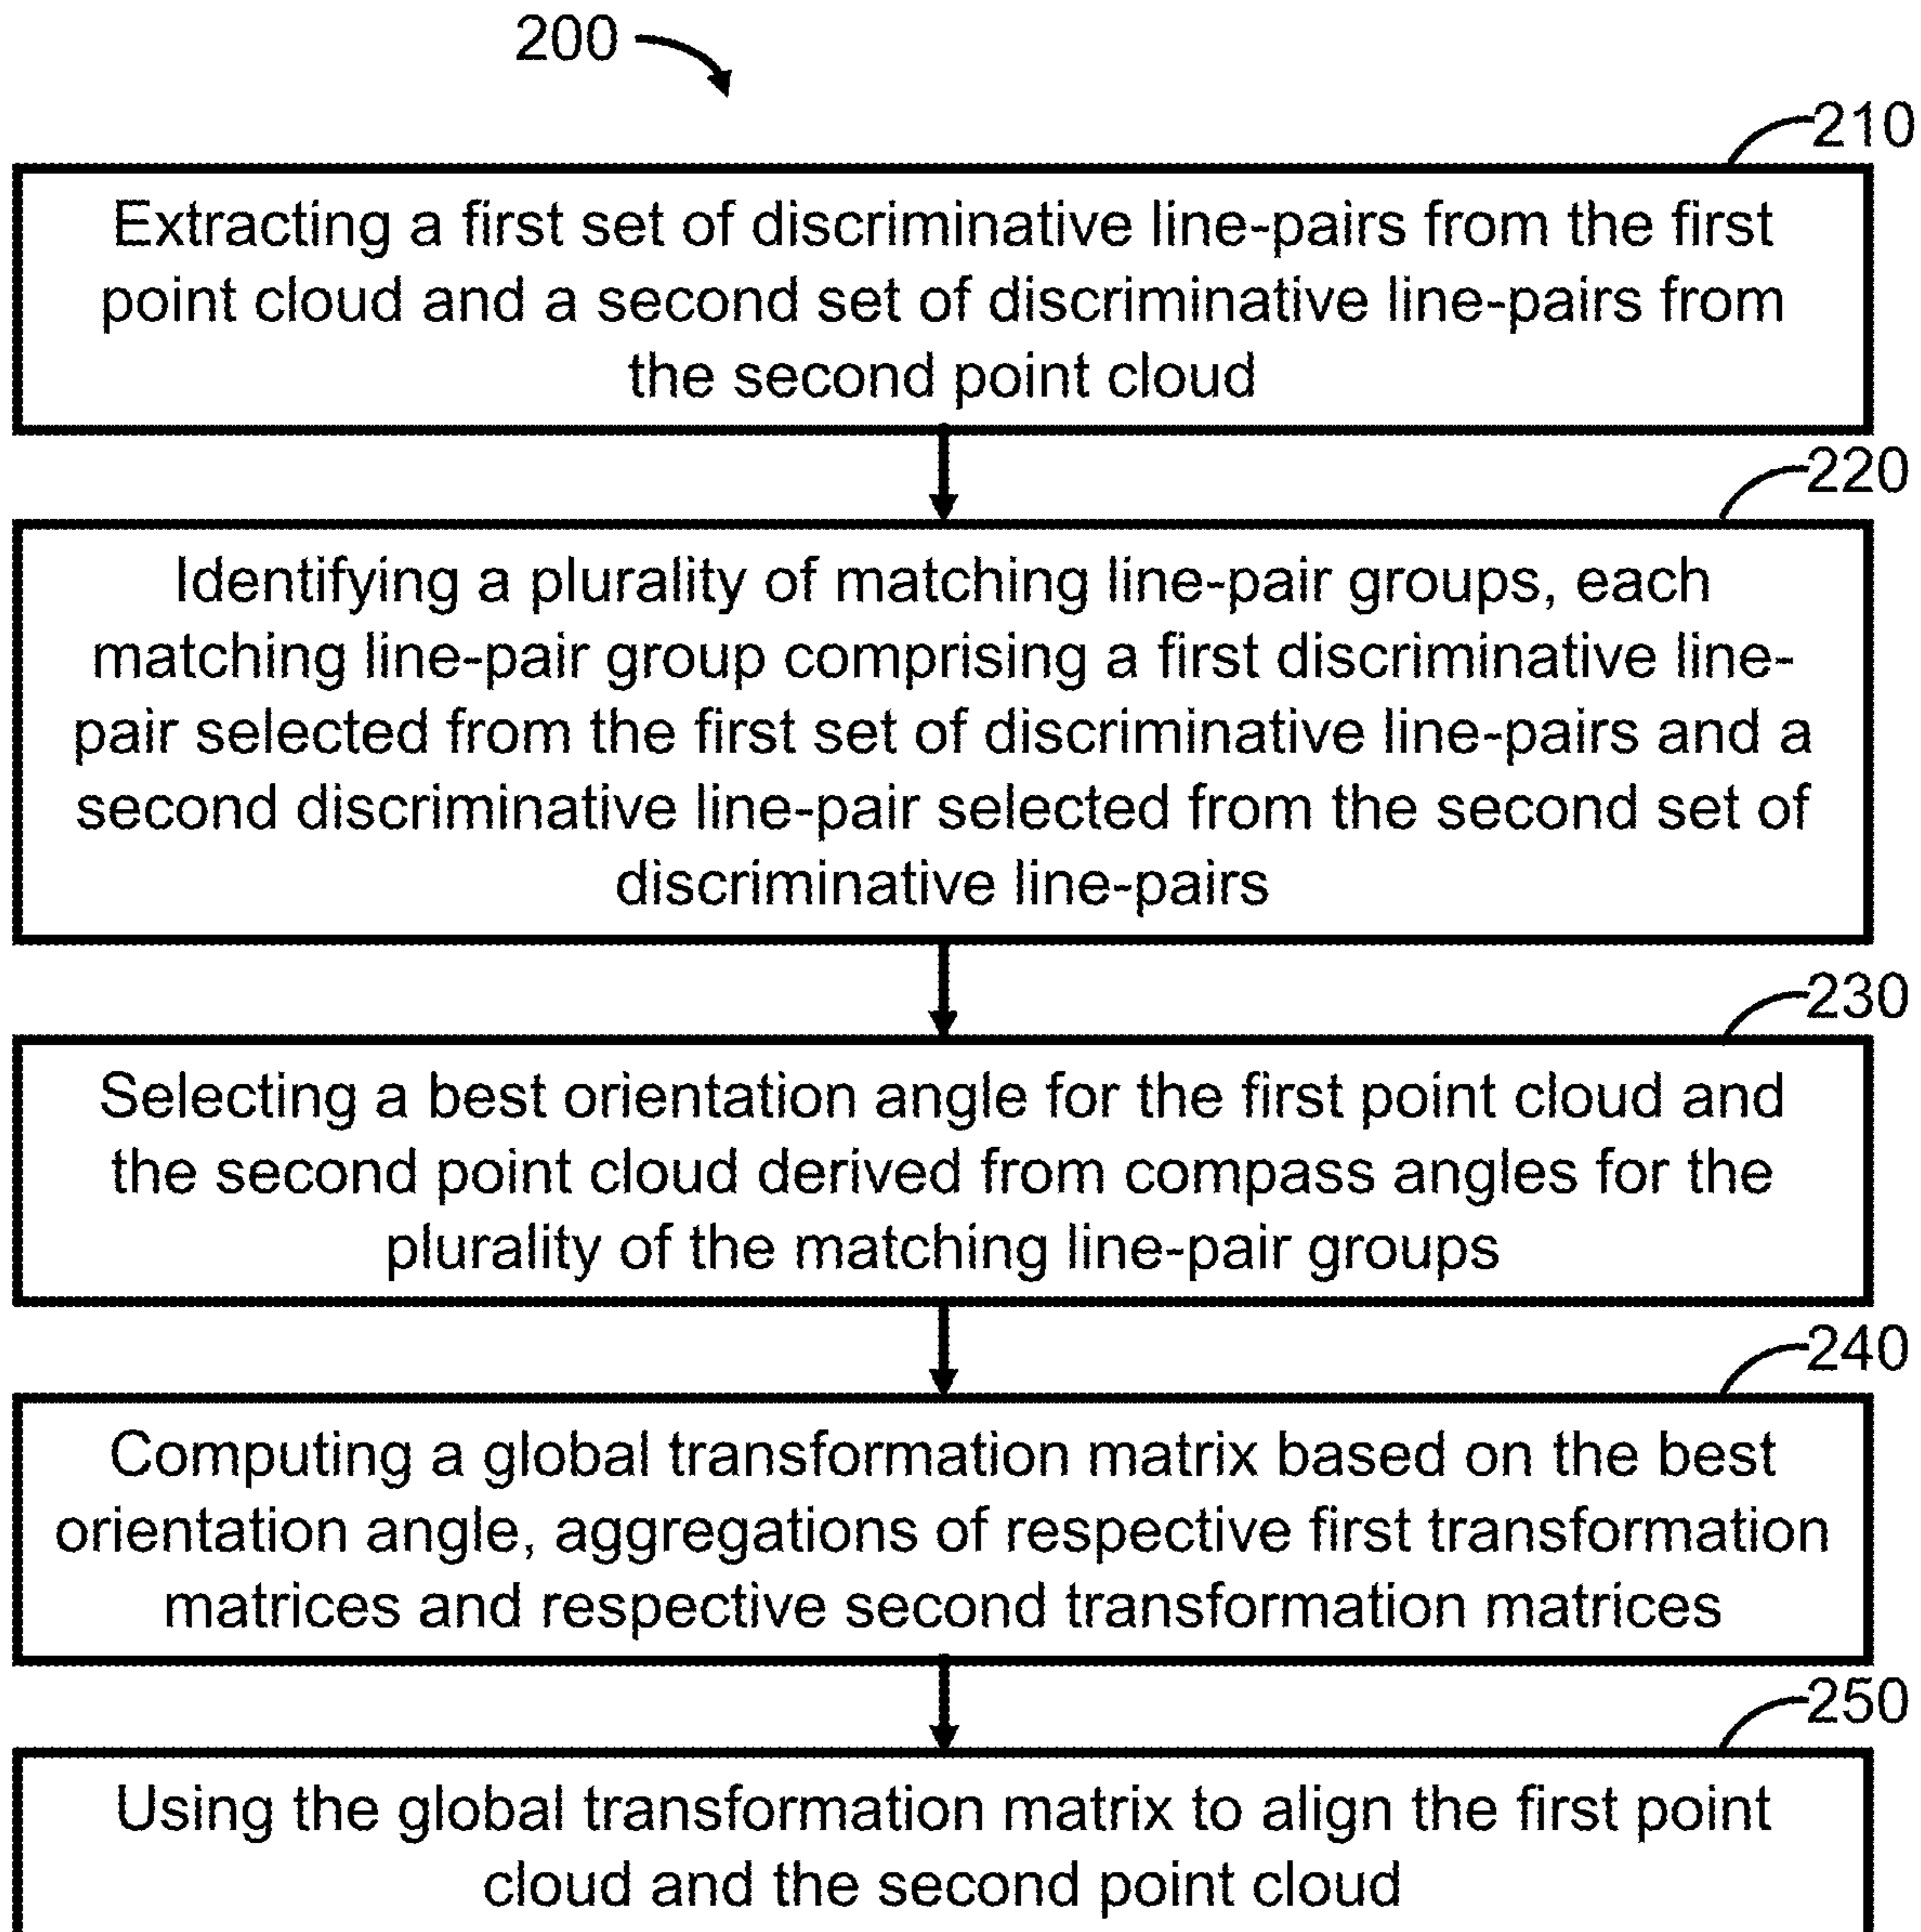 200
210
Extracting a first set of discriminative line-pairs from the first
point cloud and a second set of discriminative line-pairs from
the second point cloud
220
Identifying a plurality of matching line-pair groups, each
matching line-pair group comprising a first discriminative line-
pair selected from the first set of discriminative line-pairs and a
second discriminative line-pair selected from the second set of
discriminative line-pairs
230
Selecting a best orientation angle for the first point cloud and
the second point cloud derived from compass angles for the
plurality of the matching line-pair groups
240
Computing a global transformation matrix based on the best
orientation angle, aggregations of respective first transformation
matrices and respective second transformation matrices
250
Using the global transformation matrix to align the first point
cloud and the second point cloud